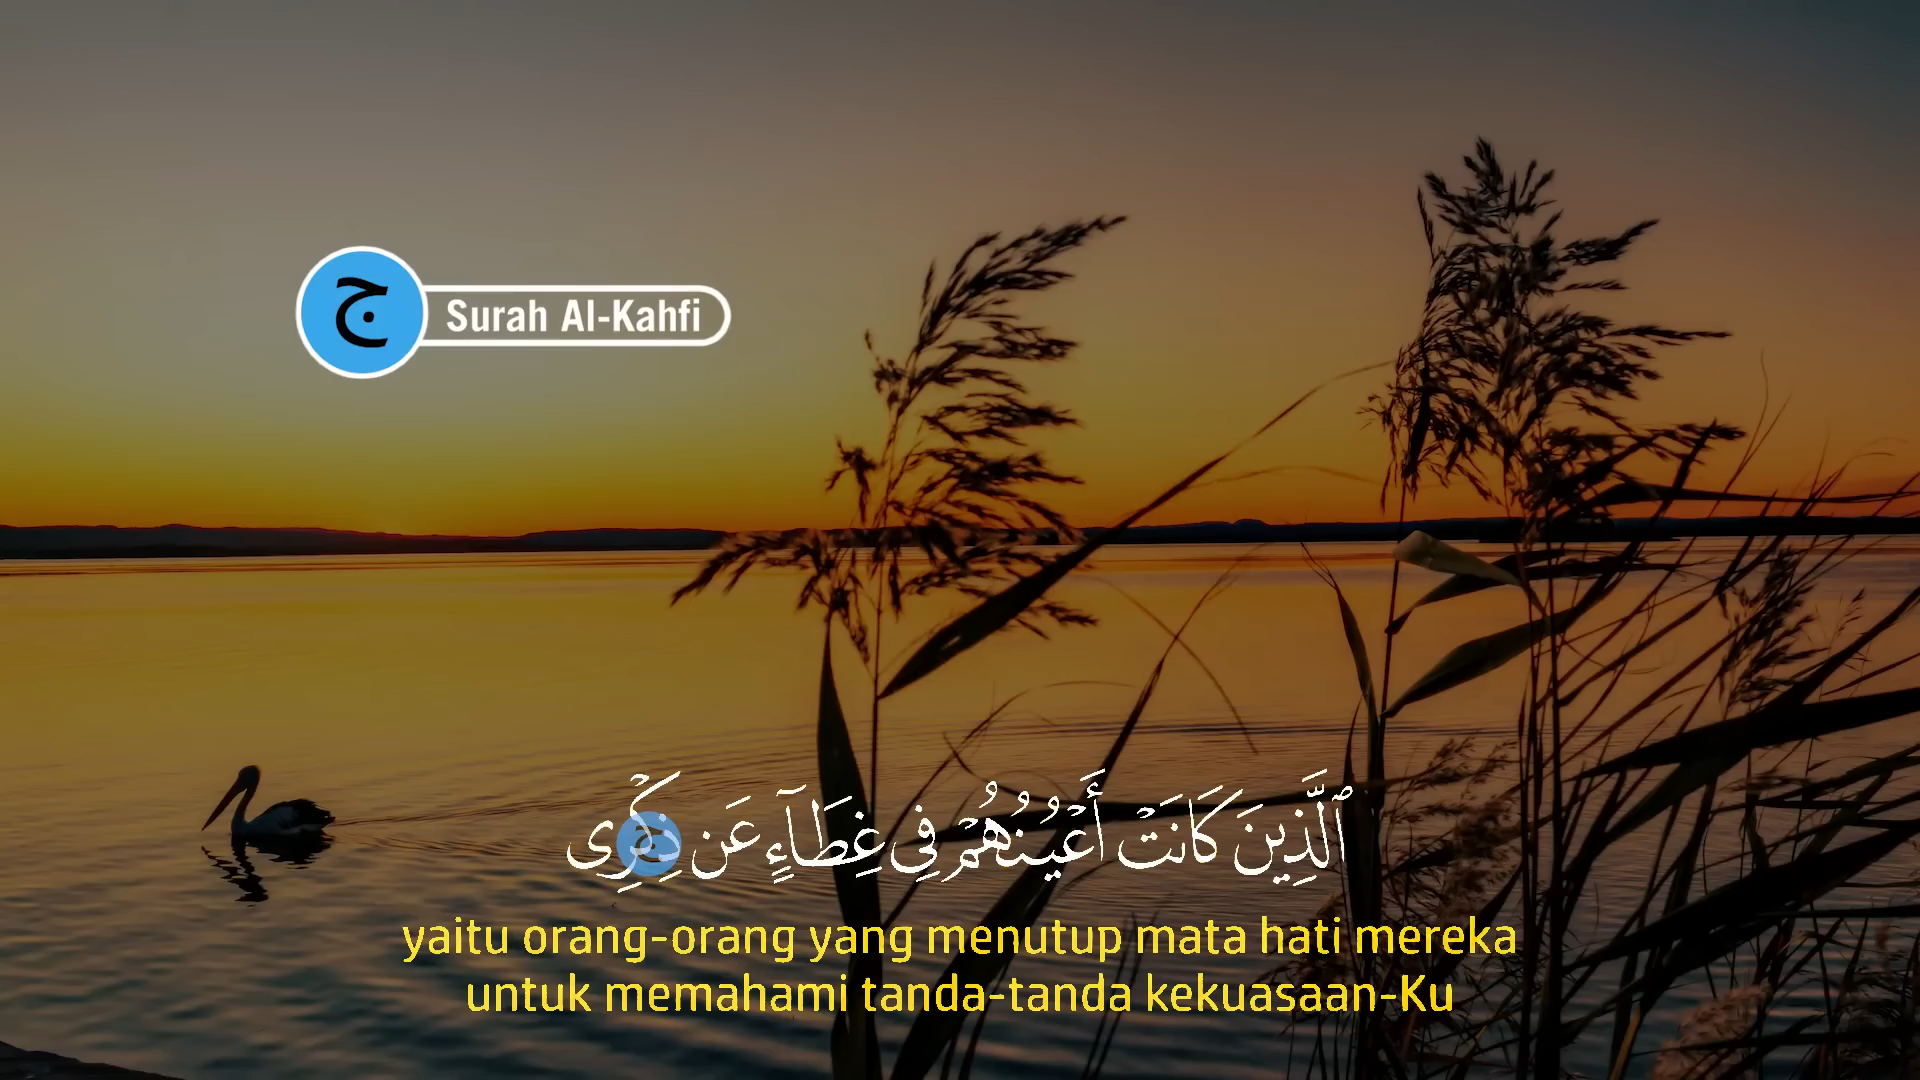 ج
Surah Al-Kahfi
ٱلَّذِينَ كَانَتْ أَعْيُنُهُمْ فِى غِطَآءٍ عَن ذِكْرِى
ج
yaitu orang-orang yang menutup mata hati mereka
untuk memahami tanda-tanda kekuasaan-Ku